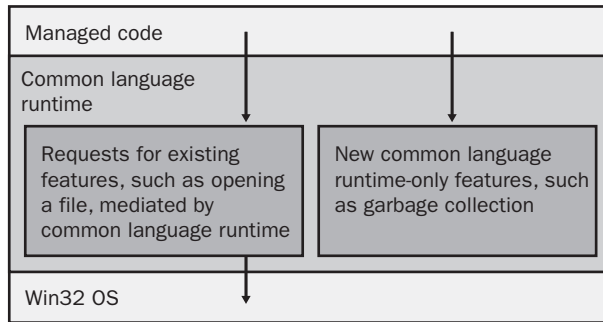 Managed code
Common language
runtime
Requests for existing
features, such as opening
a file, mediated by
common language runtime
New common language
runtime-only features, such
as garbage collection
Win32 OS